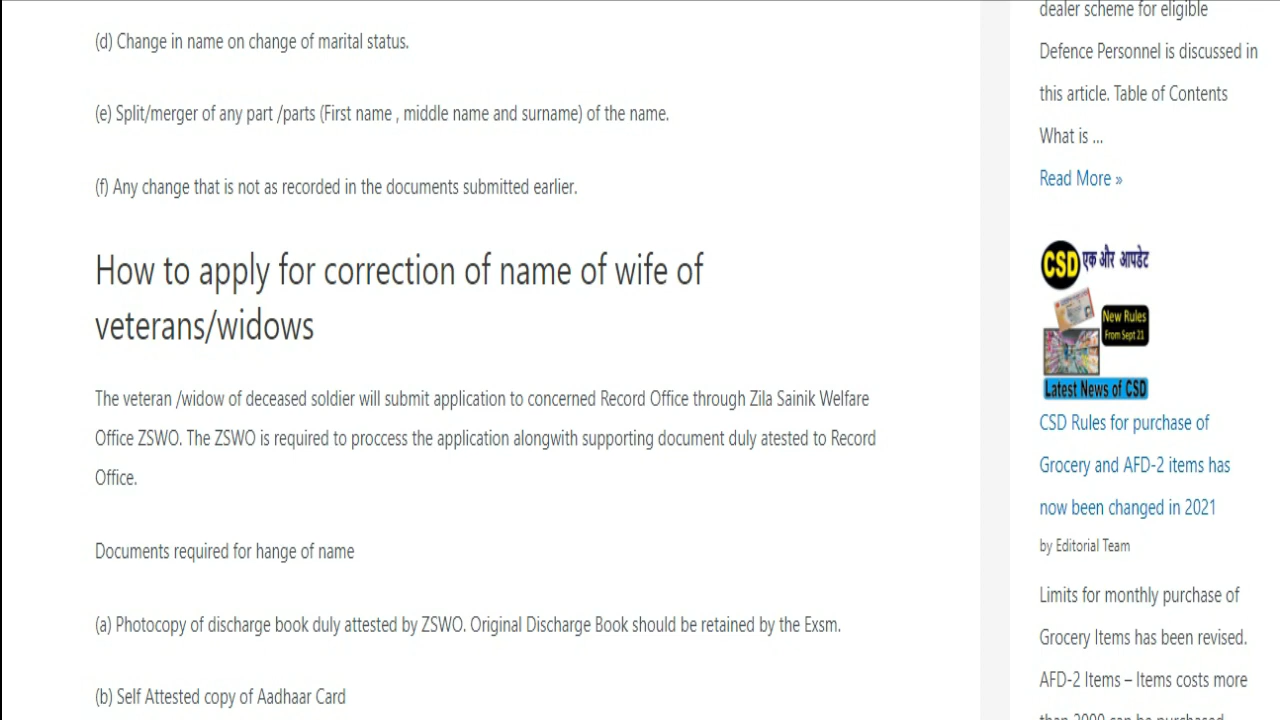 (d) Change in name on change of marital status.
(e) Split/merger of any part /parts (First name , middle name and surname) of the name.
(f) Any change that is not as recorded in the documents submitted earlier.
How to apply for correction of name of wife of
veterans/widows
The veteran /widow of deceased soldier will submit application to concerned Record Office through Zila Sainik Welfare
Office ZSWO. The ZSWO is required to proccess the application alongwith supporting document duly atested to Record
Office.
Documents required for hange of name
(a) Photocopy of discharge book duly attested by ZSWO. Original Discharge Book should be retained by the Exsm.
(b) Self Attested copy of Aadhaar Card
dealer scheme for eligible
Defence Personnel is discussed in
this article. Table of Contents
What is ...
Read More »
CSD एक और आपडेट
New Rules
From Sept 21
Latest News of CSD
CSD Rules for purchase of
Grocery and AFD-2 items has
now been changed in 2021
by Editorial Team
Limits for monthly purchase of
Grocery Items has been revised.
AFD-2 Items – Items costs more
than 2000 can be purchased